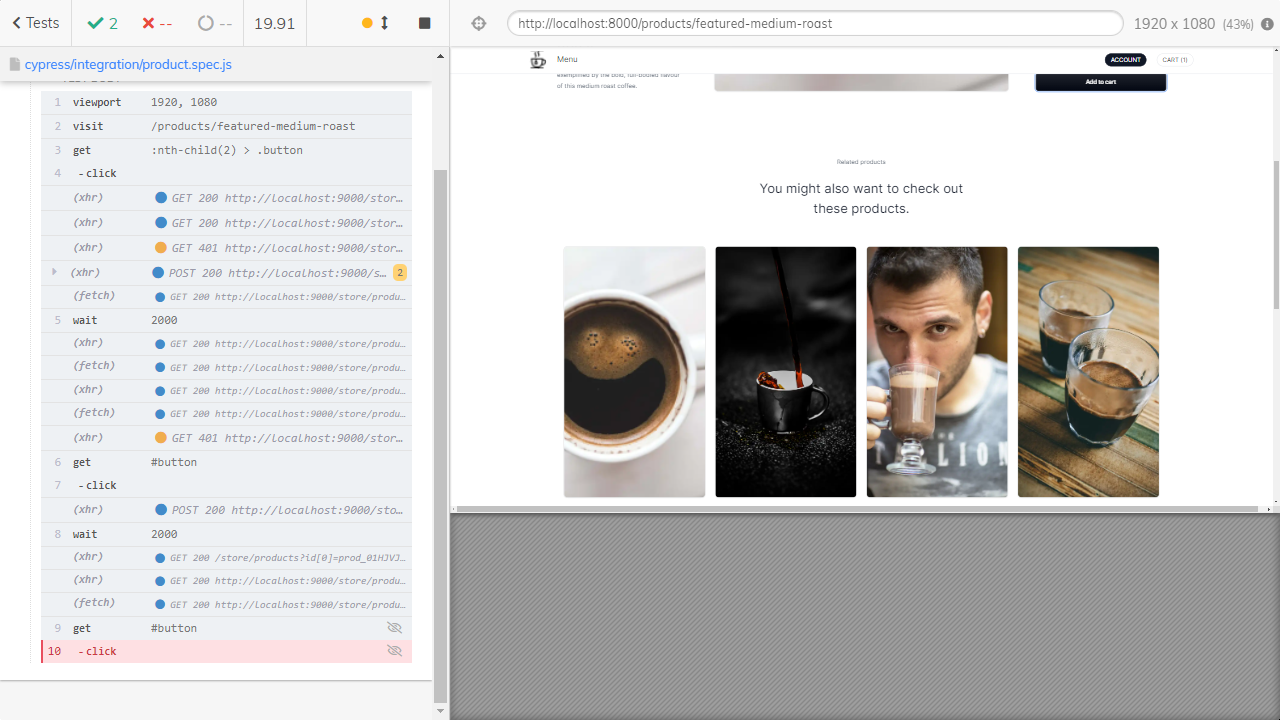 Tests
2
--
--
19.91
http://localhost:8000/products/featured-medium-roast
1920 x 1080 (43%)
cypress/integration/product.spec.js
1 viewport 1920, 1080
2 visit /products/featured-medium-roast
3 get :nth-child(2) > .button
4 -click
(xhr) GET 200 http://localhost:9000/stor…
(xhr) GET 200 http://localhost:9000/stor…
(xhr) GET 401 http://localhost:9000/stor…
(xhr) POST 200 http://localhost:9000/s… 2
(fetch) GET 200 http://localhost:9000/store/produ…
5 wait 2000
(xhr) GET 200 http://localhost:9000/store/produ…
(fetch) GET 200 http://localhost:9000/store/produ…
(xhr) GET 200 http://localhost:9000/store/produ…
(fetch) GET 200 http://localhost:9000/store/produ…
(xhr) GET 401 http://localhost:9000/stor…
6 get #button
7 -click
(xhr) POST 200 http://localhost:9000/sto…
8 wait 2000
(xhr) GET 200 /store/products?id[0]=prod_01HJVJ…
(xhr) GET 200 http://localhost:9000/store/produ…
(fetch) GET 200 http://localhost:9000/store/produ…
9 get #button
10 -click
Menu
ACCOUNT
CART (1)
exemplified by the bold, full-bodied flavour
of this medium roast coffee.
Add to cart
Related products
You might also want to check out
these products.
LION